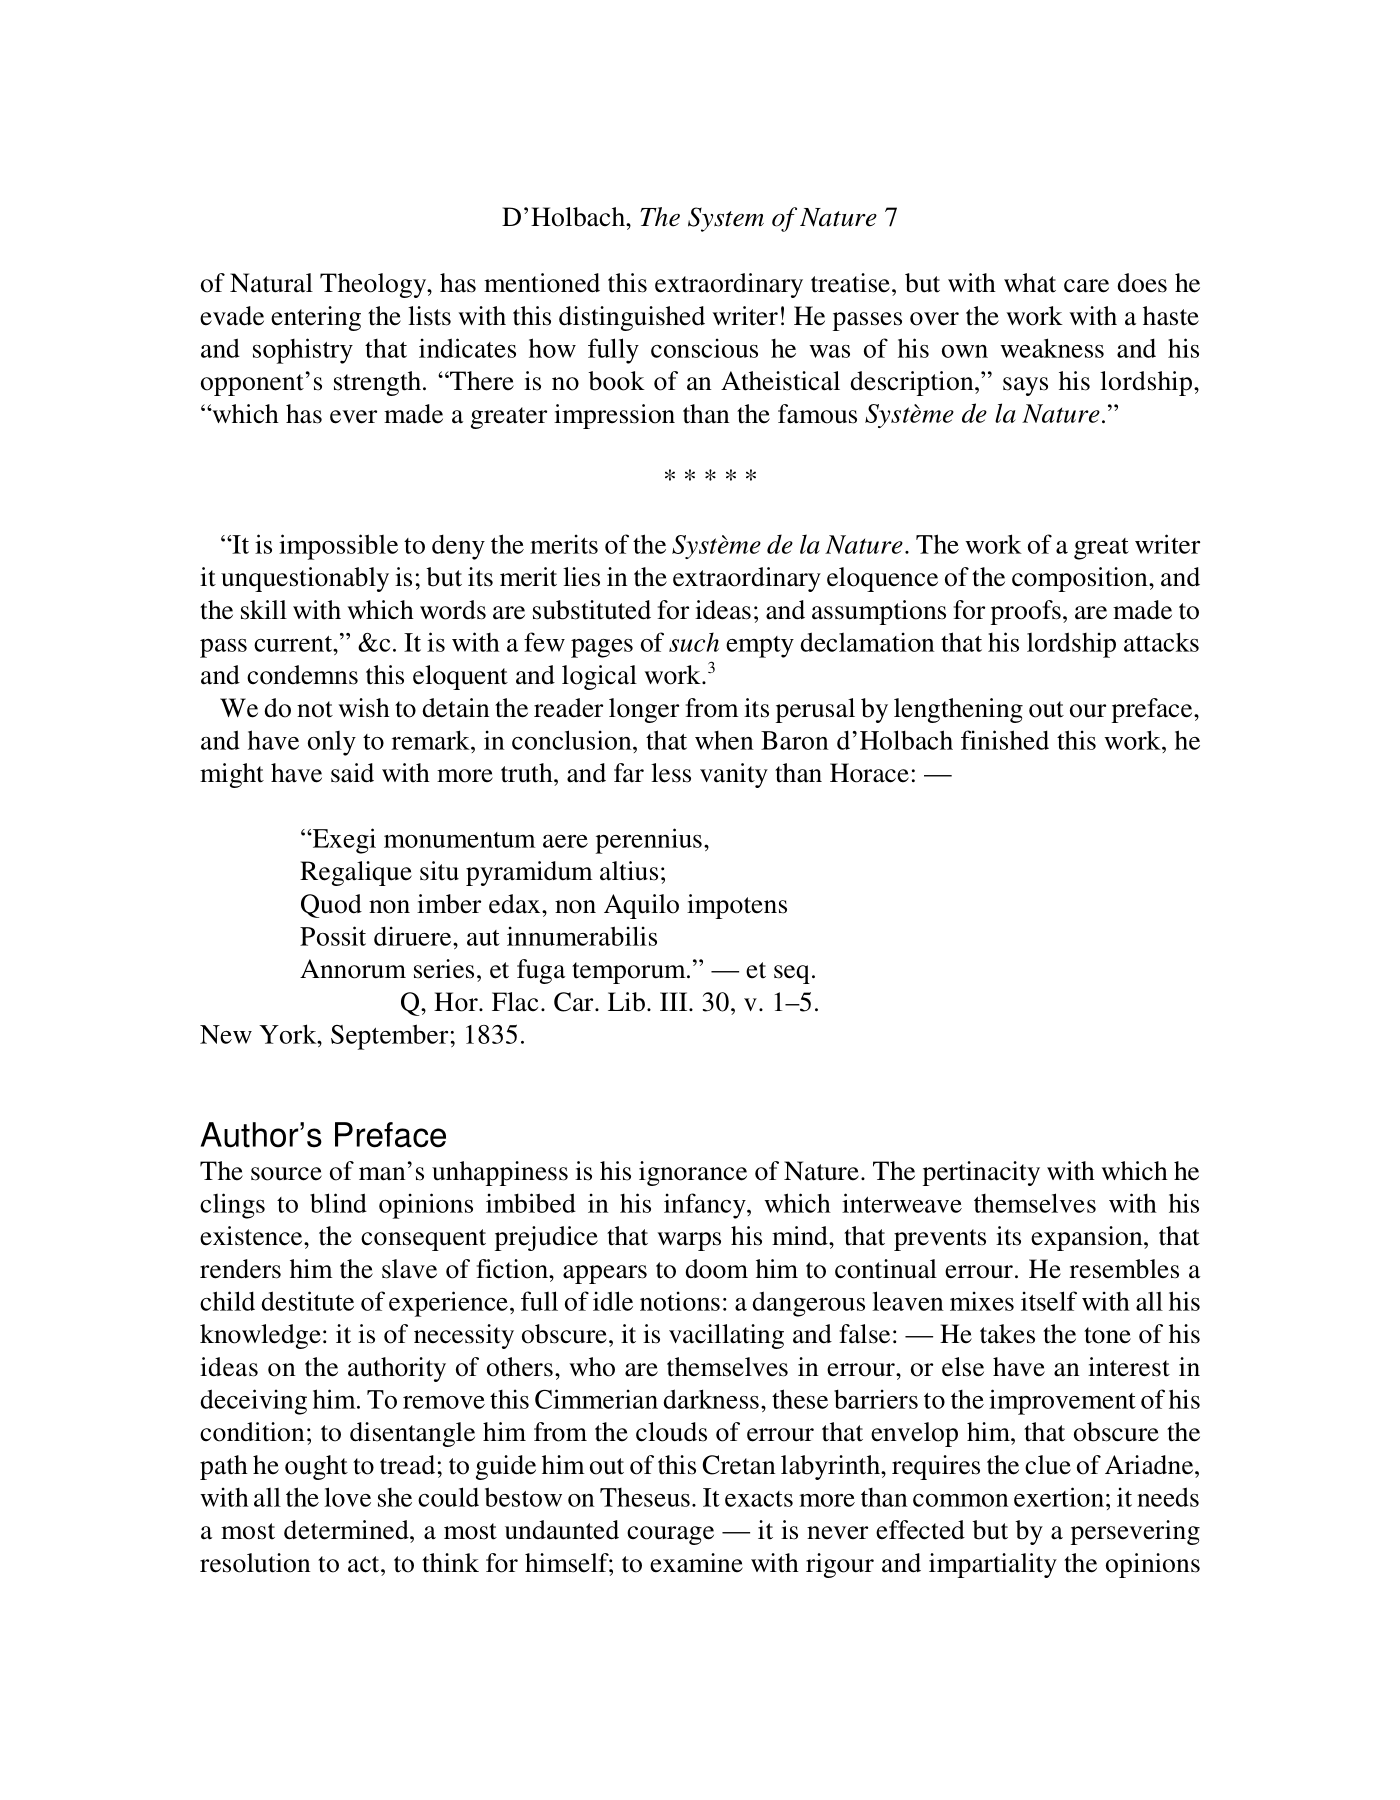 D’Holbach, The System of Nature 7
of Natural Theology, has mentioned this extraordinary treatise, but with what care does he
evade entering the lists with this distinguished writer! He passes over the work with a haste
and sophistry that indicates how fully conscious he was of his own weakness and his
opponent’s strength. “There is no book of an Atheistical description,” says his lordship,
“which has ever made a greater impression than the famous Système de la Nature.”
* * * * *
“It is impossible to deny the merits of the Système de la Nature. The work of a great writer
it unquestionably is; but its merit lies in the extraordinary eloquence of the composition, and
the skill with which words are substituted for ideas; and assumptions for proofs, are made to
pass current,” &c. It is with a few pages of such empty declamation that his lordship attacks
and condemns this eloquent and logical work.3
We do not wish to detain the reader longer from its perusal by lengthening out our preface,
and have only to remark, in conclusion, that when Baron d’Holbach finished this work, he
might have said with more truth, and far less vanity than Horace: —
“Exegi monumentum aere perennius,
Regalique situ pyramidum altius;
Quod non imber edax, non Aquilo impotens
Possit diruere, aut innumerabilis
Annorum series, et fuga temporum.” — et seq.
Q, Hor. Flac. Car. Lib. III. 30, v. 1–5.
New York, September; 1835.
Author’s Preface
The source of man’s unhappiness is his ignorance of Nature. The pertinacity with which he
clings to blind opinions imbibed in his infancy, which interweave themselves with his
existence, the consequent prejudice that warps his mind, that prevents its expansion, that
renders him the slave of fiction, appears to doom him to continual errour. He resembles a
child destitute of experience, full of idle notions: a dangerous leaven mixes itself with all his
knowledge: it is of necessity obscure, it is vacillating and false: — He takes the tone of his
ideas on the authority of others, who are themselves in errour, or else have an interest in
deceiving him. To remove this Cimmerian darkness, these barriers to the improvement of his
condition; to disentangle him from the clouds of errour that envelop him, that obscure the
path he ought to tread; to guide him out of this Cretan labyrinth, requires the clue of Ariadne,
with all the love she could bestow on Theseus. It exacts more than common exertion; it needs
a most determined, a most undaunted courage — it is never effected but by a persevering
resolution to act, to think for himself; to examine with rigour and impartiality the opinions